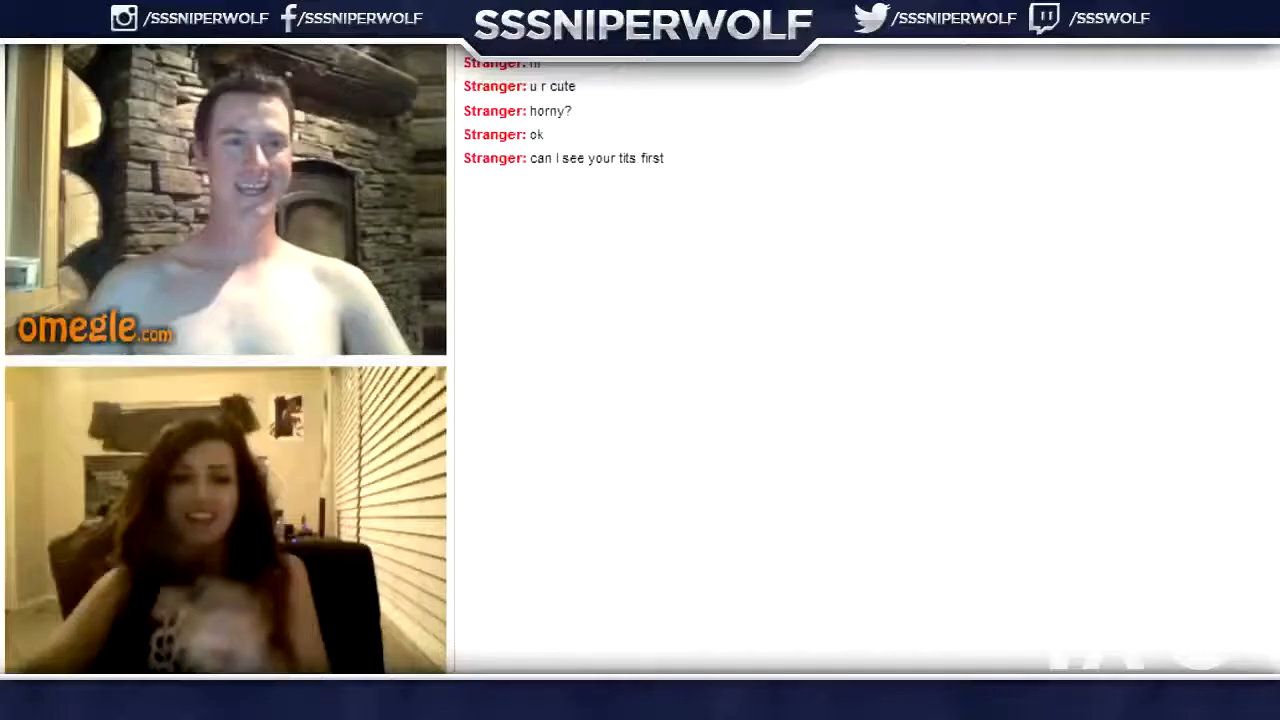 /SSSNIPERWOLF
/SSSNIPERWOLF
SSSNIPERWOLF
/SSSNIPERWOLF
/SSSWOLF
Stranger: hi
Stranger: u r cute
Stranger: horny?
Stranger: ok
Stranger: can I see your tits first
omegle.com